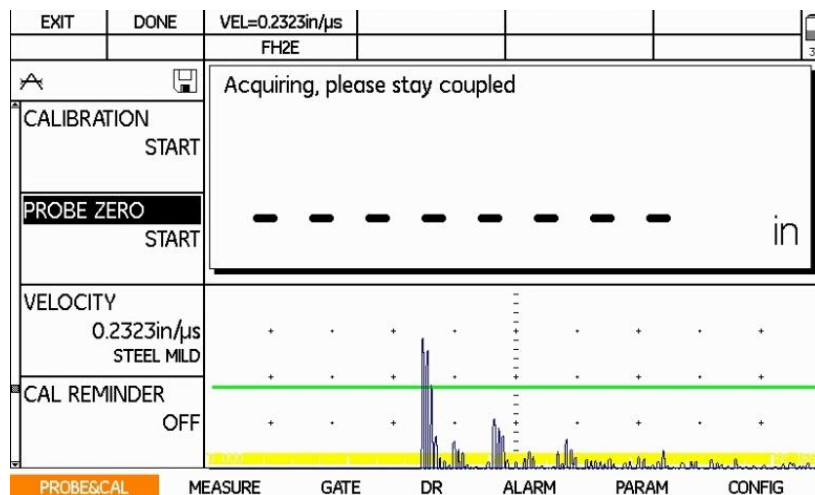 EXIT DONE VEL=0.2323in/µs
FH2E
Acquiring, please stay coupled
CALIBRATION
START
PROBE ZERO
START
in
VELOCITY
0.2323in/µs
STEEL MILD
CAL REMINDER
OFF
PROBE&CAL MEASURE GATE DR ALARM PARAM CONFIG